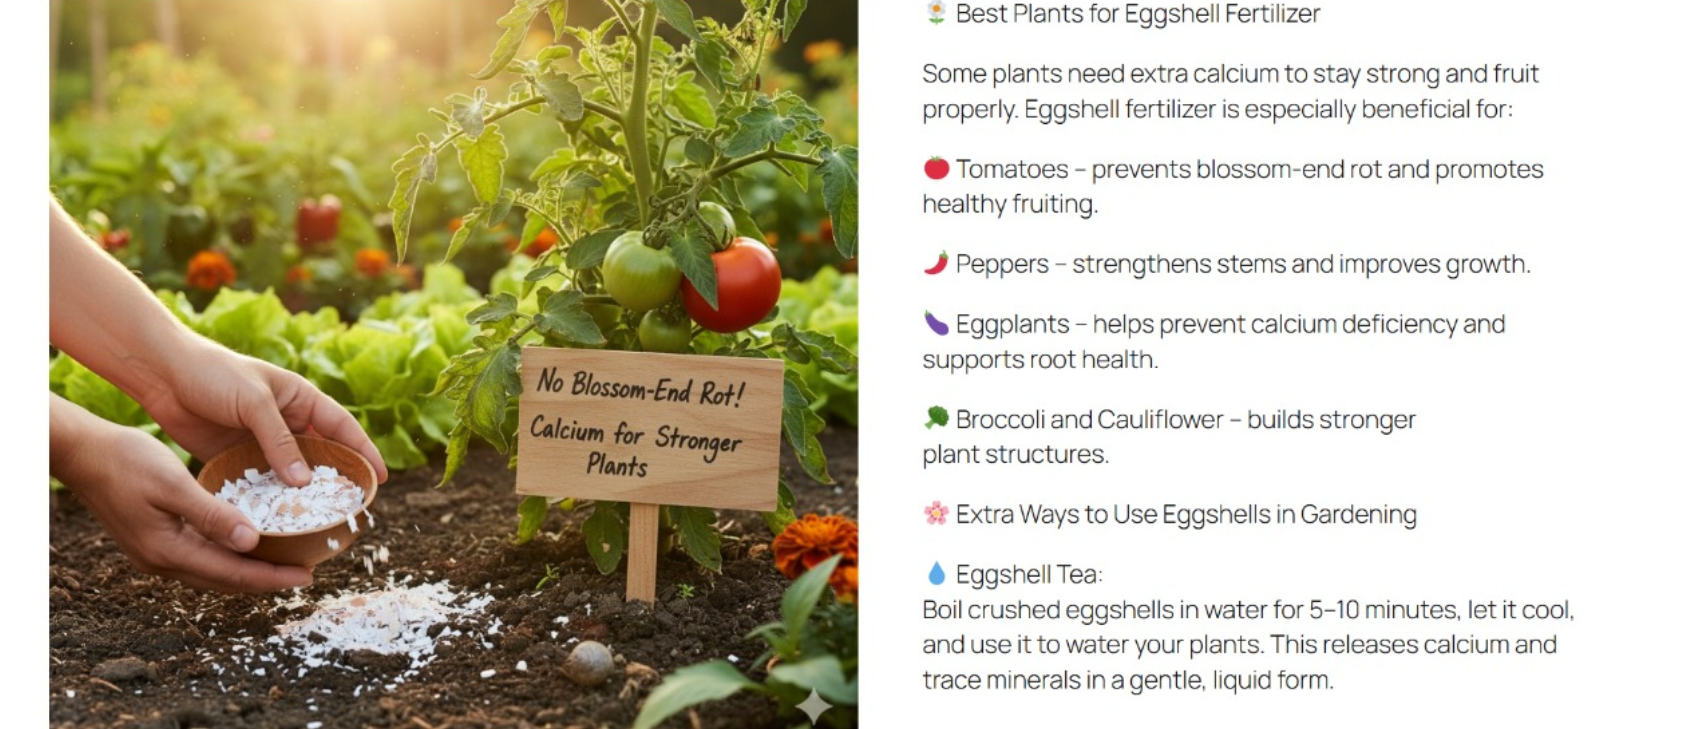 No Blossom-End Rot!
Calcium for Stronger
Plants
🌼 Best Plants for Eggshell Fertilizer
Some plants need extra calcium to stay strong and fruit
properly. Eggshell fertilizer is especially beneficial for:
🍅 Tomatoes – prevents blossom-end rot and promotes
healthy fruiting.
🌶️ Peppers – strengthens stems and improves growth.
🍆 Eggplants – helps prevent calcium deficiency and
supports root health.
🥦 Broccoli and Cauliflower – builds stronger
plant structures.
🌸 Extra Ways to Use Eggshells in Gardening
💧 Eggshell Tea:
Boil crushed eggshells in water for 5–10 minutes, let it cool,
and use it to water your plants. This releases calcium and
trace minerals in a gentle, liquid form.